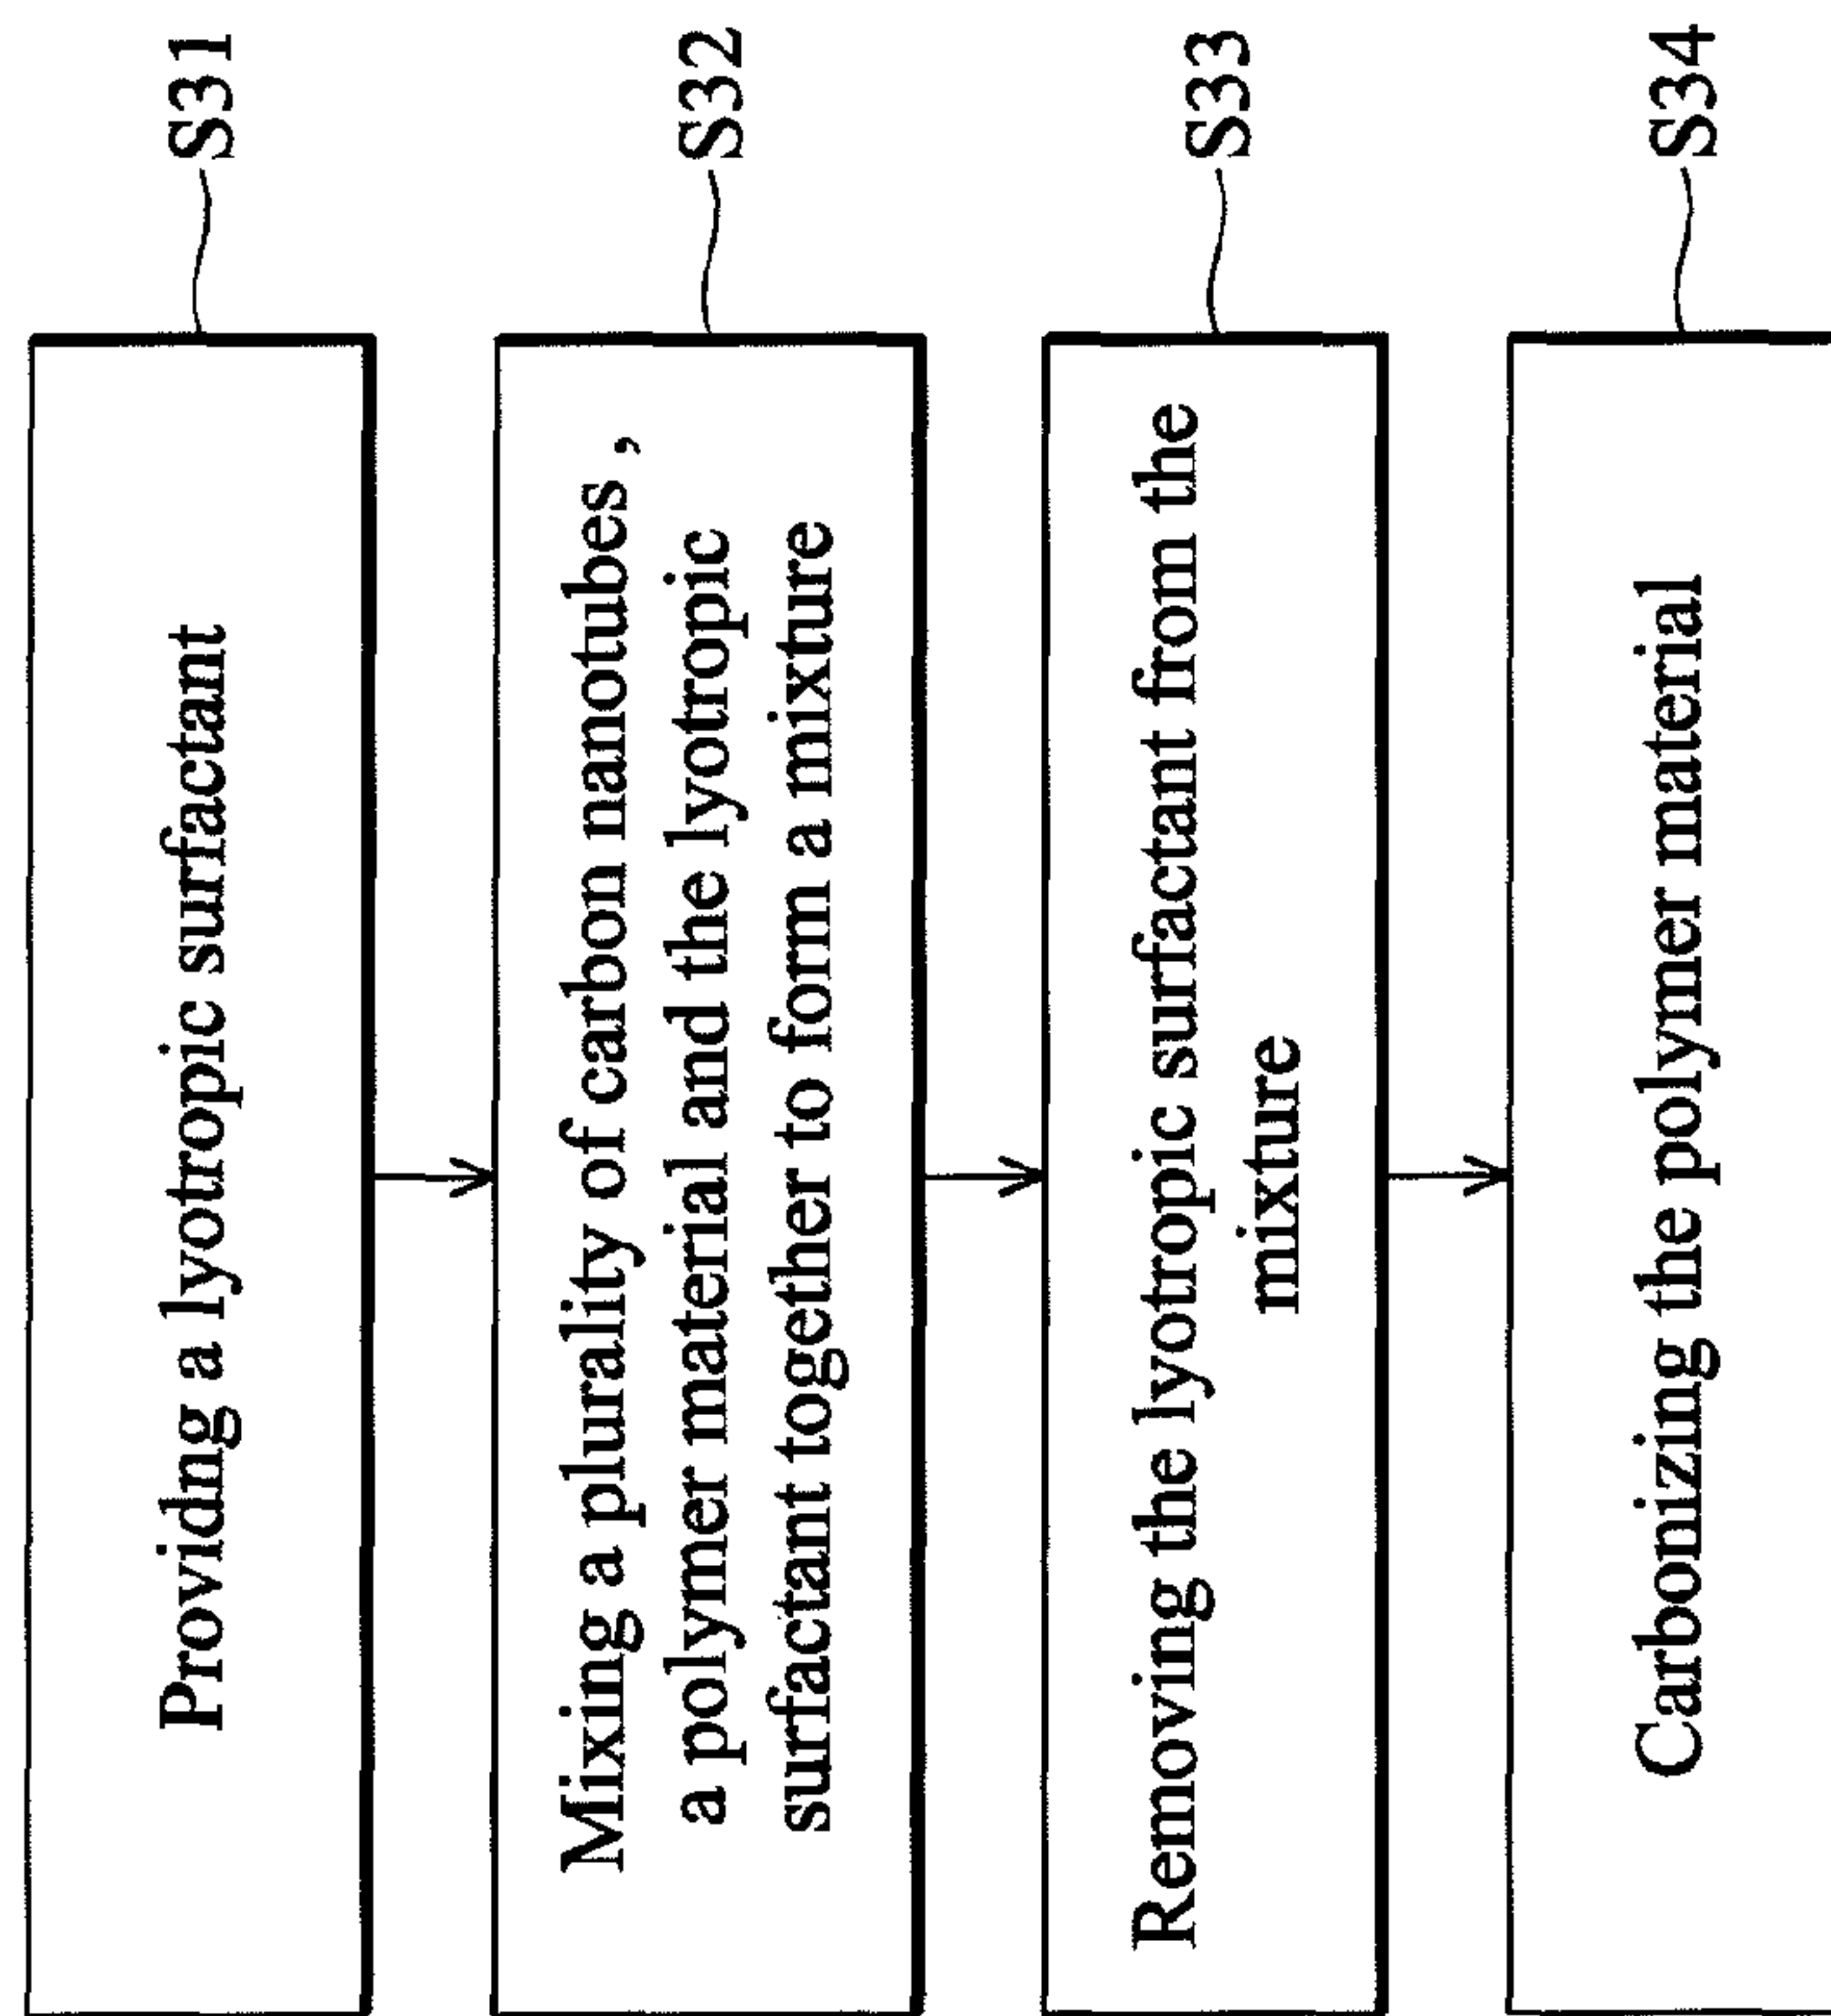 Providing a lyotropic surfactant
S31
Mixing a plurality of carbon nanotubes ,
a polymer material and the lyotropic
surfactant together to form a mixture
S32
Removing the lyotropic surfactant from the
mixture
S33
Carbonizing the polymer material
S34